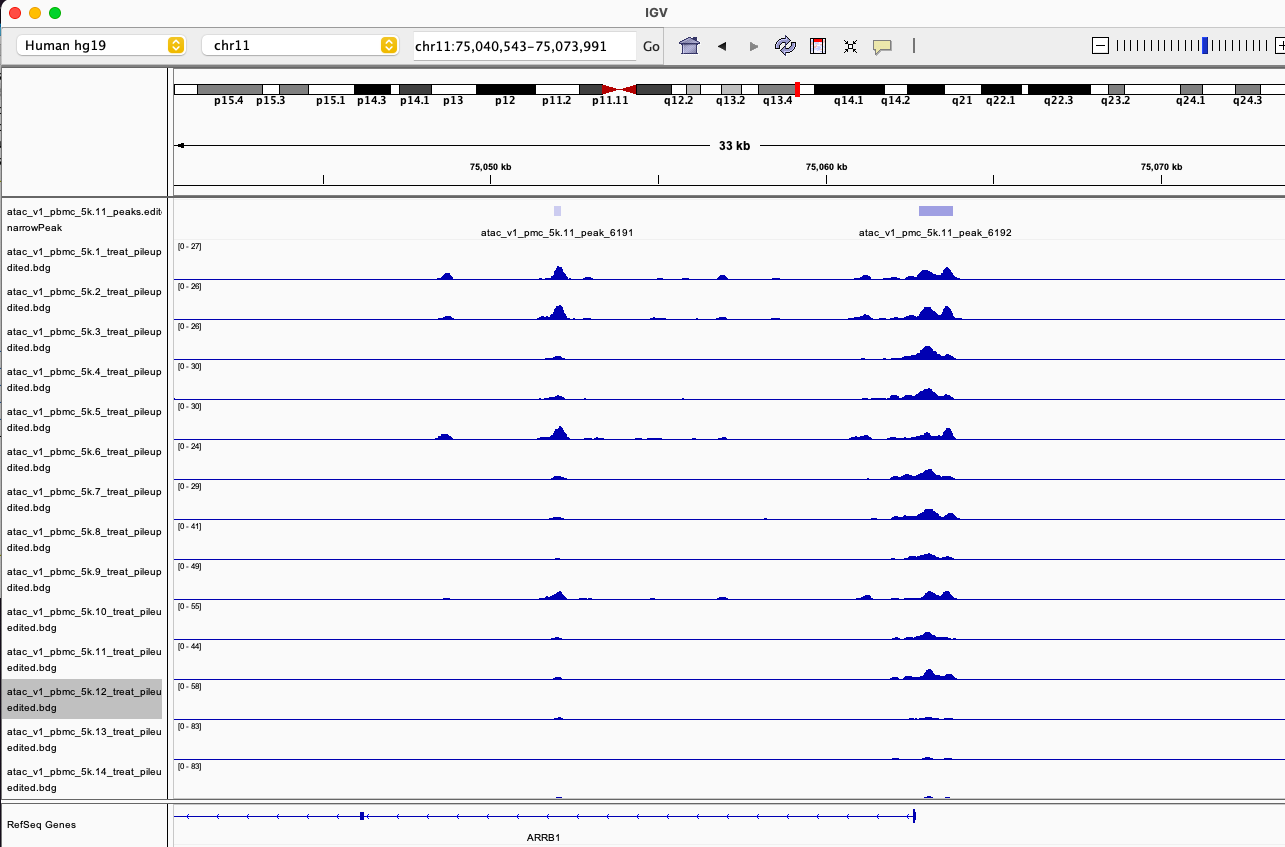 IGV
Human hg19 chr11 chr11:75,040,543-75,073,991 Go
p15.4 p15.3 p15.1 p14.3 p14.1 p13 p12 p11.2 p11.11 q12.2 q13.2 q13.4 q14.1 q14.2 q21 q22.1 q22.3 q23.2 q24.1 q24.3
33 kb
75,050 kb 75,060 kb 75,070 kb
atac_v1_pbmc_5k.11_peaks.edit
narrowPeak
atac_v1_pmc_5k.11_peak_6191 atac_v1_pmc_5k.11_peak_6192
[0 - 27]
atac_v1_pbmc_5k.1_treat_pileup
dited.bdg
[0 - 26]
atac_v1_pbmc_5k.2_treat_pileup
dited.bdg
[0 - 26]
atac_v1_pbmc_5k.3_treat_pileup
dited.bdg
[0 - 30]
atac_v1_pbmc_5k.4_treat_pileup
dited.bdg
[0 - 30]
atac_v1_pbmc_5k.5_treat_pileup
dited.bdg
[0 - 24]
atac_v1_pbmc_5k.6_treat_pileup
dited.bdg
[0 - 29]
atac_v1_pbmc_5k.7_treat_pileup
dited.bdg
[0 - 41]
atac_v1_pbmc_5k.8_treat_pileup
dited.bdg
[0 - 49]
atac_v1_pbmc_5k.9_treat_pileup
dited.bdg
[0 - 55]
atac_v1_pbmc_5k.10_treat_pileu
edited.bdg
[0 - 44]
atac_v1_pbmc_5k.11_treat_pileu
edited.bdg
[0 - 58]
atac_v1_pbmc_5k.12_treat_pileu
edited.bdg
[0 - 83]
atac_v1_pbmc_5k.13_treat_pileu
edited.bdg
[0 - 83]
atac_v1_pbmc_5k.14_treat_pileu
edited.bdg
RefSeq Genes
ARRB1